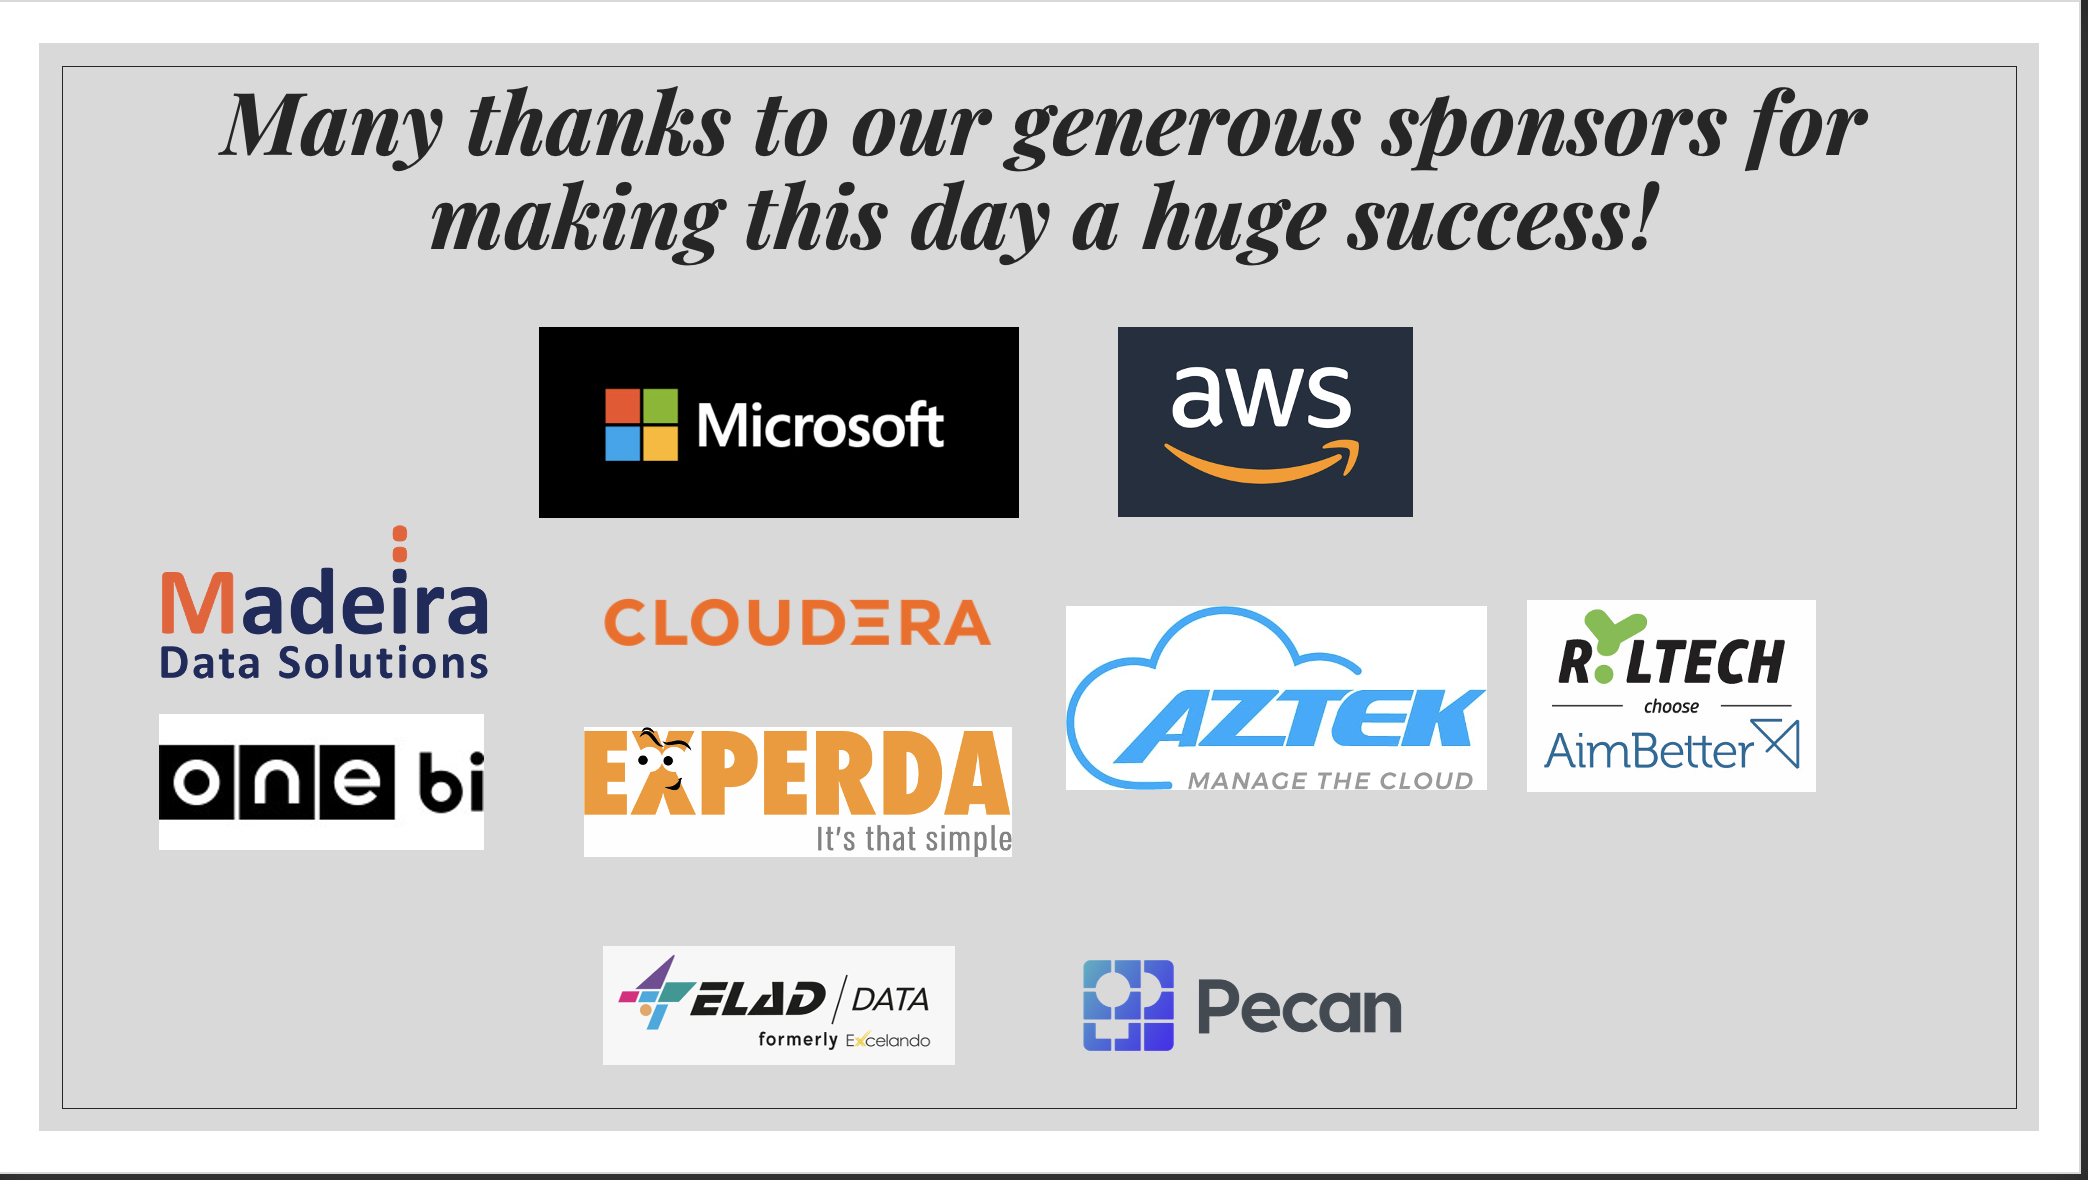 Many thanks to our generous sponsors for
making this day a huge success!
Microsoft
aws
Madeira
Data Solutions
CLOUDERA
AZTEK
MANAGE THE CLOUD
RYLTECH
choose
AimBetter
one bi
EXPERDA
It's that simple
ELAD/DATA
formerly Excelando
Pecan